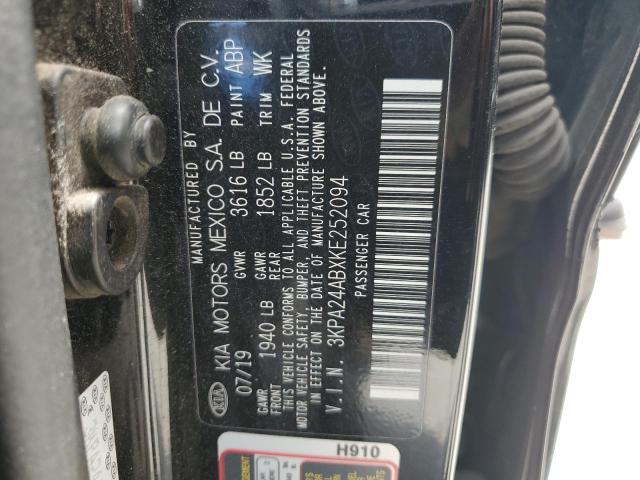 MANUFACTURED BY
KIA KIA MOTORS MEXICO S.A. DE C.V.
07/19 GVWR 3616 LB PAINT ABP
GAWR FRONT 1940 LB GAWR REAR 1852 LB TRIM WK
THIS VEHICLE CONFORMS TO ALL APPLICABLE U.S.A. FEDERAL
MOTOR VEHICLE SAFETY, BUMPER, AND THEFT PREVENTION STANDARDS
IN EFFECT ON THE DATE OF MANUFACTURE SHOWN ABOVE.
V.I.N. 3KPA24ABXKE252094
PASSENGER CAR
H910